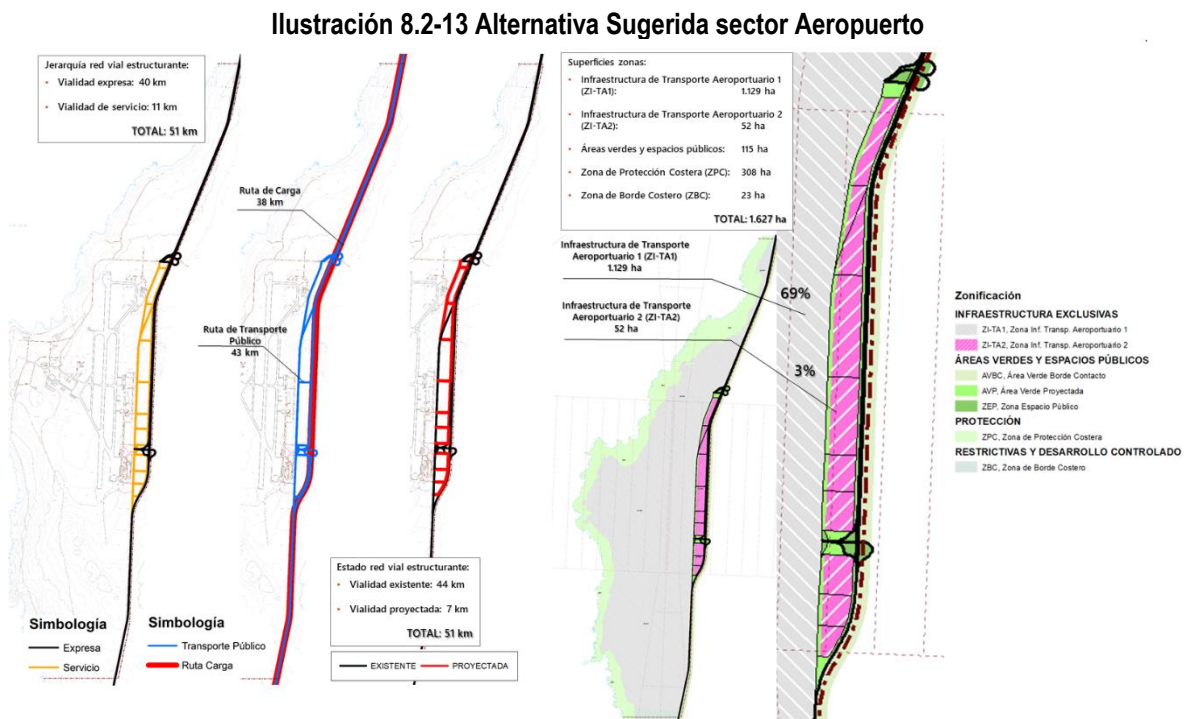 Ilustración 8.2-13 Alternativa Sugerida sector Aeropuerto
Jerarquía red vial estructurante:
• Vialidad expresa: 40 km
• Vialidad de servicio: 11 km
TOTAL: 51 km
Ruta de Carga
38 km
Ruta de Transporte
Público
43 km
Estado red vial estructurante:
• Vialidad existente: 44 km
• Vialidad proyectada: 7 km
TOTAL: 51 km
Simbología
Expresa
Servicio
Simbología
Transporte Público
Ruta Carga
EXISTENTE
PROYECTADA
Superficies zonas:
• Infraestructura de Transporte Aeroportuario 1
(ZI-TA1): 1.129 ha
• Infraestructura de Transporte Aeroportuario 2
(ZI-TA2): 52 ha
• Áreas verdes y espacios públicos: 115 ha
• Zona de Protección Costera (ZPC): 308 ha
• Zona de Borde Costero (ZBC): 23 ha
TOTAL: 1.627 ha
Infraestructura de Transporte
Aeroportuario 1 (ZI-TA1)
1.129 ha
69%
Infraestructura de Transporte
Aeroportuario 2 (ZI-TA2)
52 ha
3%
Zonificación
INFRAESTRUCTURA EXCLUSIVAS
ZI-TA1, Zona Inf. Transp. Aeroportuario 1
ZI-TA2, Zona Inf. Transp. Aeroportuario 2
ÁREAS VERDES Y ESPACIOS PÚBLICOS
AVBC, Área Verde Borde Contacto
AVP, Área Verde Proyectada
ZEP, Zona Espacio Público
PROTECCIÓN
ZPC, Zona de Protección Costera
RESTRICTIVAS Y DESARROLLO CONTROLADO
ZBC, Zona de Borde Costero